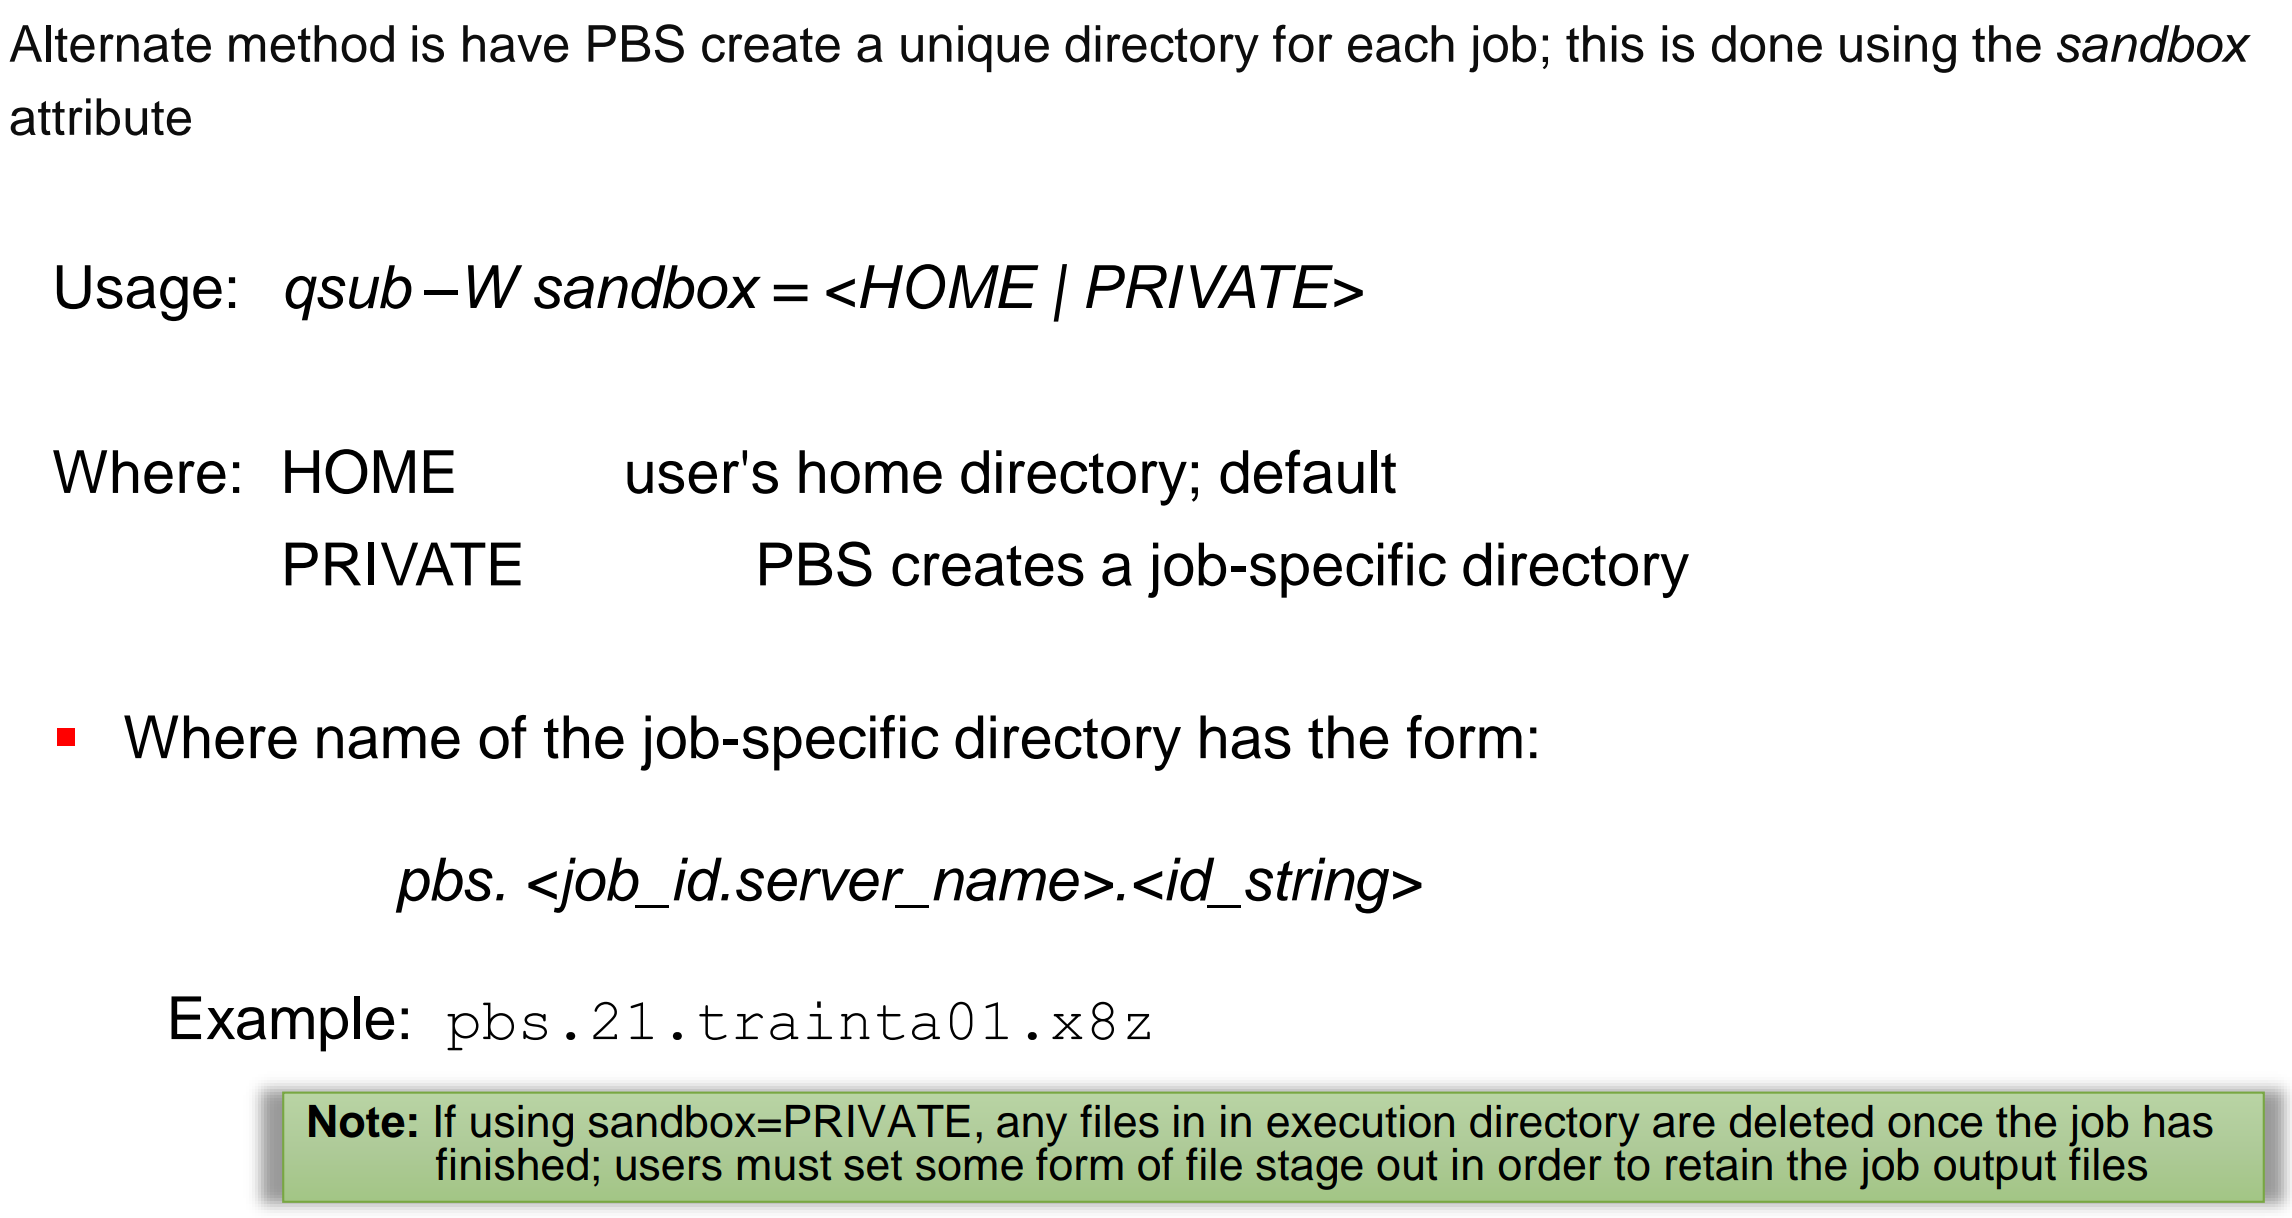 Alternate method is have PBS create a unique directory for each job; this is done using the sandbox
attribute
Usage: qsub –W sandbox = <HOME | PRIVATE>
Where: HOME user's home directory; default
PRIVATE PBS creates a job-specific directory
▪ Where name of the job-specific directory has the form:
pbs. <job_id.server_name>.<id_string>
Example: pbs.21.trainta01.x8z
Note: If using sandbox=PRIVATE, any files in in execution directory are deleted once the job has
finished; users must set some form of file stage out in order to retain the job output files